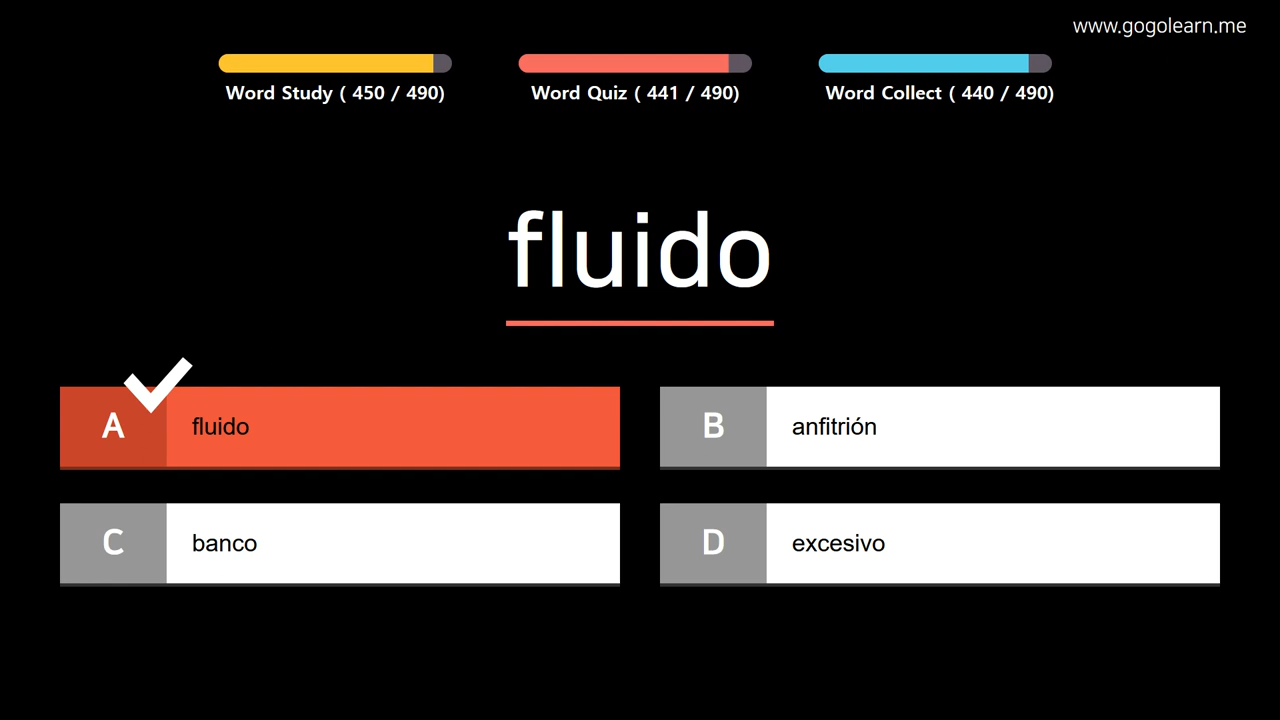 www.gogolearn.me
Word Study ( 450 / 490)
Word Quiz ( 441 / 490)
Word Collect ( 440 / 490)
fluido
A fluido
B anfitrión
C banco
D excesivo